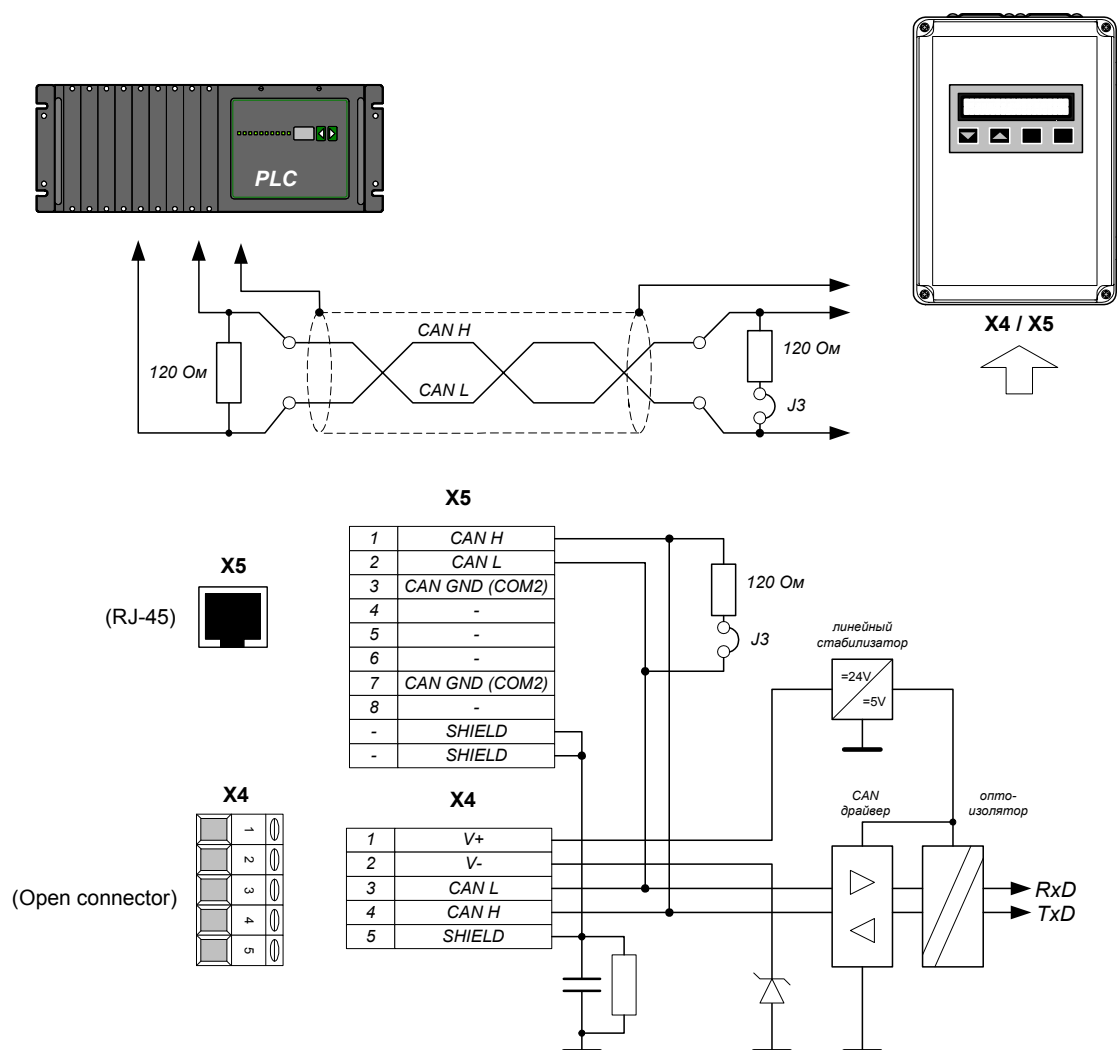 PLC
X4 / X5
CAN H
CAN L
120 Ом
120 Ом
J3
X5
1 CAN H
2 CAN L
3 CAN GND (COM2)
4 -
5 -
6 -
7 CAN GND (COM2)
8 -
- SHIELD
- SHIELD
X5
(RJ-45)
120 Ом
J3
линейный
стабилизатор
=24V
=5V
X4
1
2
3
4
5
(Open connector)
X4
1 V+
2 V-
3 CAN L
4 CAN H
5 SHIELD
CAN
драйвер
опто-
изолятор
RxD
TxD